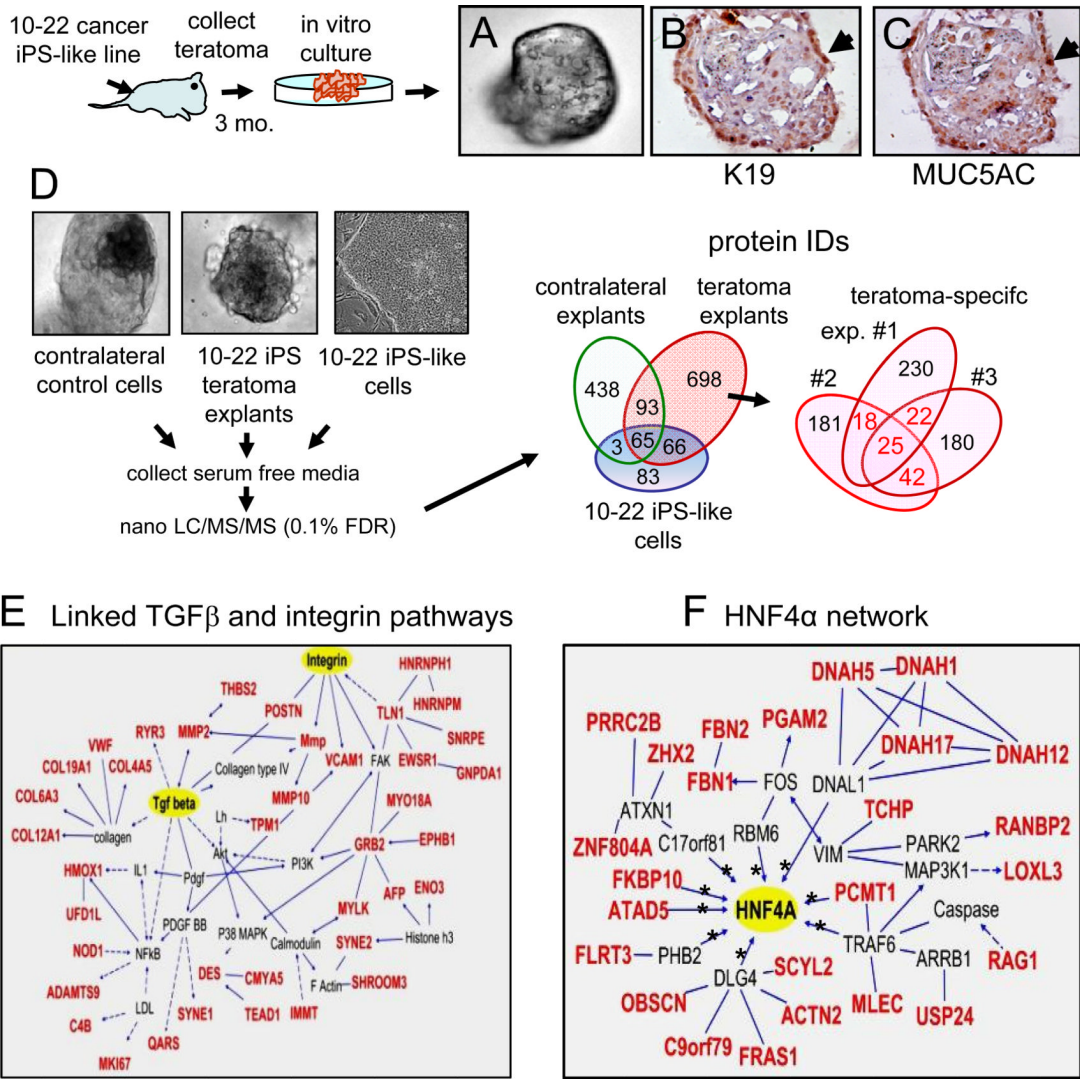 10-22 cancer
iPS-like line
collect
teratoma
3 mo.
in vitro
culture
A
B
C
K19
MUC5AC
D
contralateral
control cells
10-22 iPS
teratoma
explants
10-22 iPS-like
cells
collect serum free media
nano LC/MS/MS (0.1% FDR)
protein IDs
contralateral
explants
teratoma
explants
438
93
698
3
65
66
83
10-22 iPS-like
cells
teratoma-specifc
exp. #1
#2
#3
230
181
18
22
180
25
42
E Linked TGFβ and integrin pathways
Integrin
HNRNPH1
THBS2
POSTN
TLN1
HNRNPM
RYR3
MMP2
Mmp
SNRPE
VWF
VCAM1
FAK
EWSR1
COL19A1
COL4A5
Collagen type IV
GNPDA1
COL6A3
Tgf beta
MMP10
MYO18A
COL12A1
collagen
Lh
TPM1
GRB2
EPHB1
Akt
PI3K
HMOX1
IL1
Pdgf
AFP
ENO3
UFD1L
PDGF BB
MYLK
P38 MAPK
Calmodulin
SYNE2
Histone h3
NOD1
NFkB
DES
CMYA5
F Actin
SHROOM3
ADAMTS9
LDL
SYNE1
TEAD1
IMMT
C4B
QARS
MKI67
F HNF4α network
DNAH5
DNAH1
PRRC2B
FBN2
PGAM2
ZHX2
DNAH17
DNAH12
FBN1
FOS
DNAL1
ATXN1
TCHP
RBM6
ZNF804A
C17orf81
VIM
PARK2
RANBP2
MAP3K1
LOXL3
* * *
FKBP10
*
PCMT1
ATAD5
*
HNF4A
*
Caspase
*
TRAF6
FLRT3
PHB2
*
*
ARRB1
RAG1
DLG4
SCYL2
OBSCN
ACTN2
MLEC
USP24
C9orf79
FRAS1